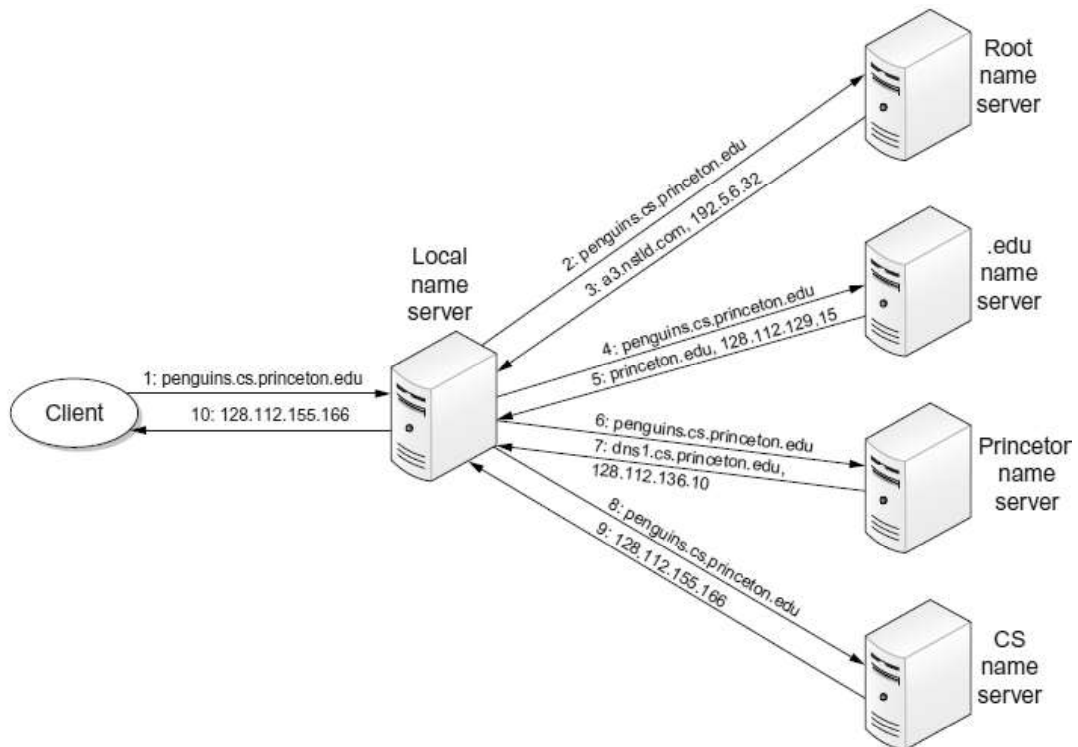 Root
name
server
2: penguins.cs.princeton.edu
3: a3.nstld.com, 192.5.6.32
.edu
name
server
Local
name
server
4: penguins.cs.princeton.edu
5: princeton.edu, 128.112.129.15
1: penguins.cs.princeton.edu
Client
10: 128.112.155.166
6: penguins.cs.princeton.edu
7: dns1.cs.princeton.edu,
128.112.136.10
Princeton
name
server
8: penguins.cs.princeton.edu
9: 128.112.155.166
CS
name
server